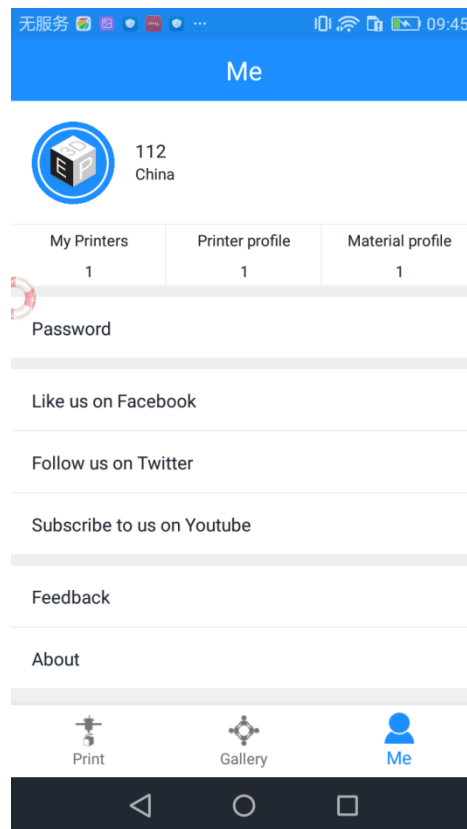 无服务 09:45
Me
3D
E P
112
China
My Printers Printer profile Material profile
1 1 1
Password
Like us on Facebook
Follow us on Twitter
Subscribe to us on Youtube
Feedback
About
Print Gallery Me